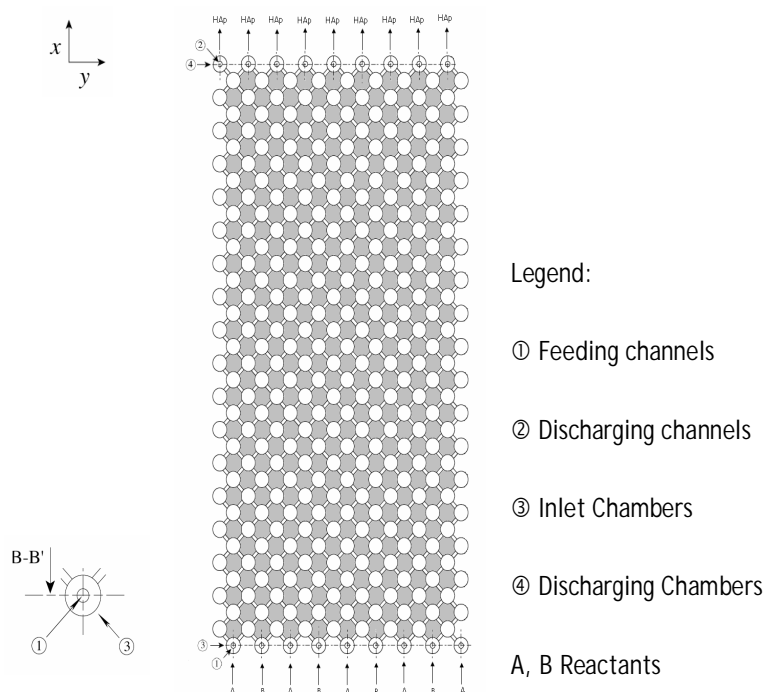 HAp HAp HAp HAp HAp HAp HAp HAp HAp
x
y
②
④
Legend:
① Feeding channels
② Discharging channels
③ Inlet Chambers
④ Discharging Chambers
A, B Reactants
B-B'
① ③
③
①
A B A B A B A B A